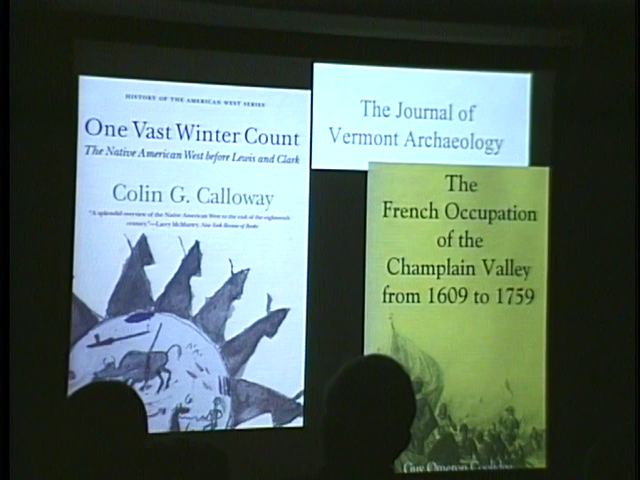 HISTORY OF THE AMERICAN WEST SERIES
One Vast Winter Count
The Native American West before Lewis and Clark
Colin G. Calloway
"A splendid overview of the Native American West to the end of the eighteenth
century."—Larry McMurtry, New York Review of Books
The Journal of
Vermont Archaeology
The
French Occupation
of the
Champlain Valley
from 1609 to 1759
Guy Omeron Coolidge